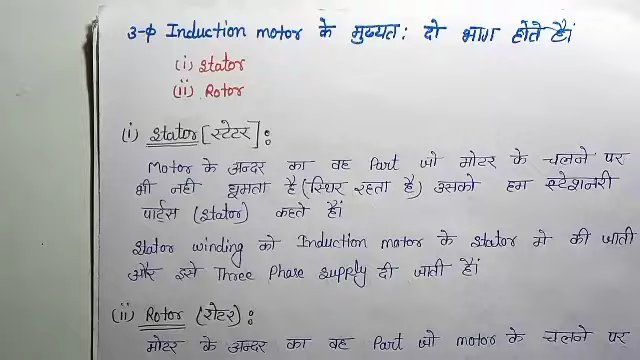 3-φ Induction motor के मुख्यत: दो भाग होते हैं।
(i) Stator
(ii) Rotor
(i) Stator [स्टेटर]:
Motor के अन्दर का वह Part जो मोटर के चलने पर
भी नही घूमता है (स्थिर रहता है) उसको हम स्टेशनरी
पार्ट्स (Stator) कहते हैं।
Stator winding को Induction motor के Stator मे की जाती
और इसे Three Phase Supply दी जाती हैं।
(ii) Rotor (रोटर):
मोटर के अन्दर का वह Part जो motor के चलने पर